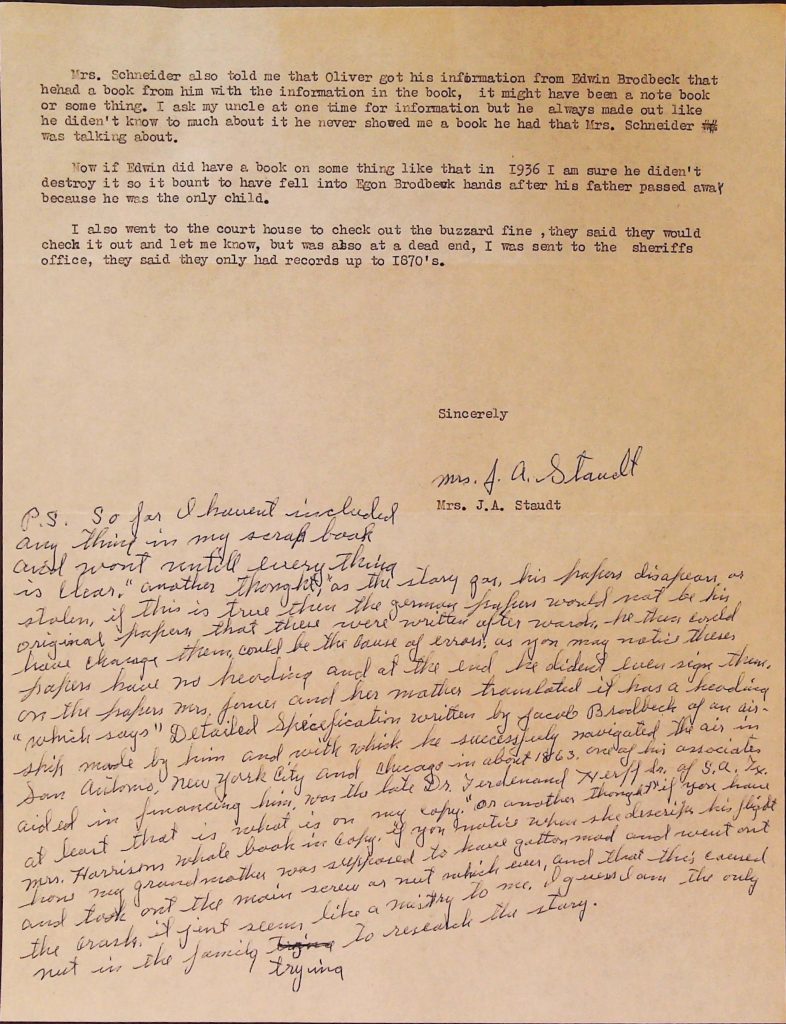 Mrs. Schneider also told me that Oliver got his information from Edwin Brodbeck that
hehad a book from him with the information in the book, it might have been a note book
or some thing. I ask my uncle at one time for information but he always made out like
he diden't know to much about it he never showed me a book he had that Mrs. Schneider
was talking about.
Now if Edwin did have a book on some thing like that in 1936 I am sure he diden't
destroy it so it bount to have fell into Egon Brodbeck hands after his father passed away
because he was the only child.
I also went to the court house to check out the buzzard fine ,they said they would
check it out and let me know, but was also at a dead end, I was sent to the sheriffs
office, they said they only had records up to I870's.
Sincerely
Mrs. J. A. Staudt
Mrs. J.A. Staudt
P.S. So far I havent included
any thing in my scrap book
and wont untill every thing
is clear. "another thought," as the story gos, his papers disapear, or
stolen, if this is true then the german papers would not be his
original papers, that these were written after wards, he then could
have change them, could be the cause of errors, as you may notice theses
papers have no heading and at the end he dident even sign them,
on the papers Mrs. Jones and her mother translated it has a heading
"which says" Detailed Specification written by Jacob Brodbeck of an air-
ship made by him and with which he successfuly navigated the air in
San Antonio, New York City and Chicago in about 1863. one of his associates
aided in financing him, was the late Dr. Ferdenand Herff Sr. of S.A. Tx.
at least that is what is on my copy." or another thought" if you have
Mrs. Harrisons whole book in copy. if you notice when she describes his flight
how my grandmother was supposed to have gotton mad and went out
and took out the main screw or nut which ever, and that this caused
the crash. it just seems like a mistry to me, I guess I am the only
nut in the family to research the story.
trying